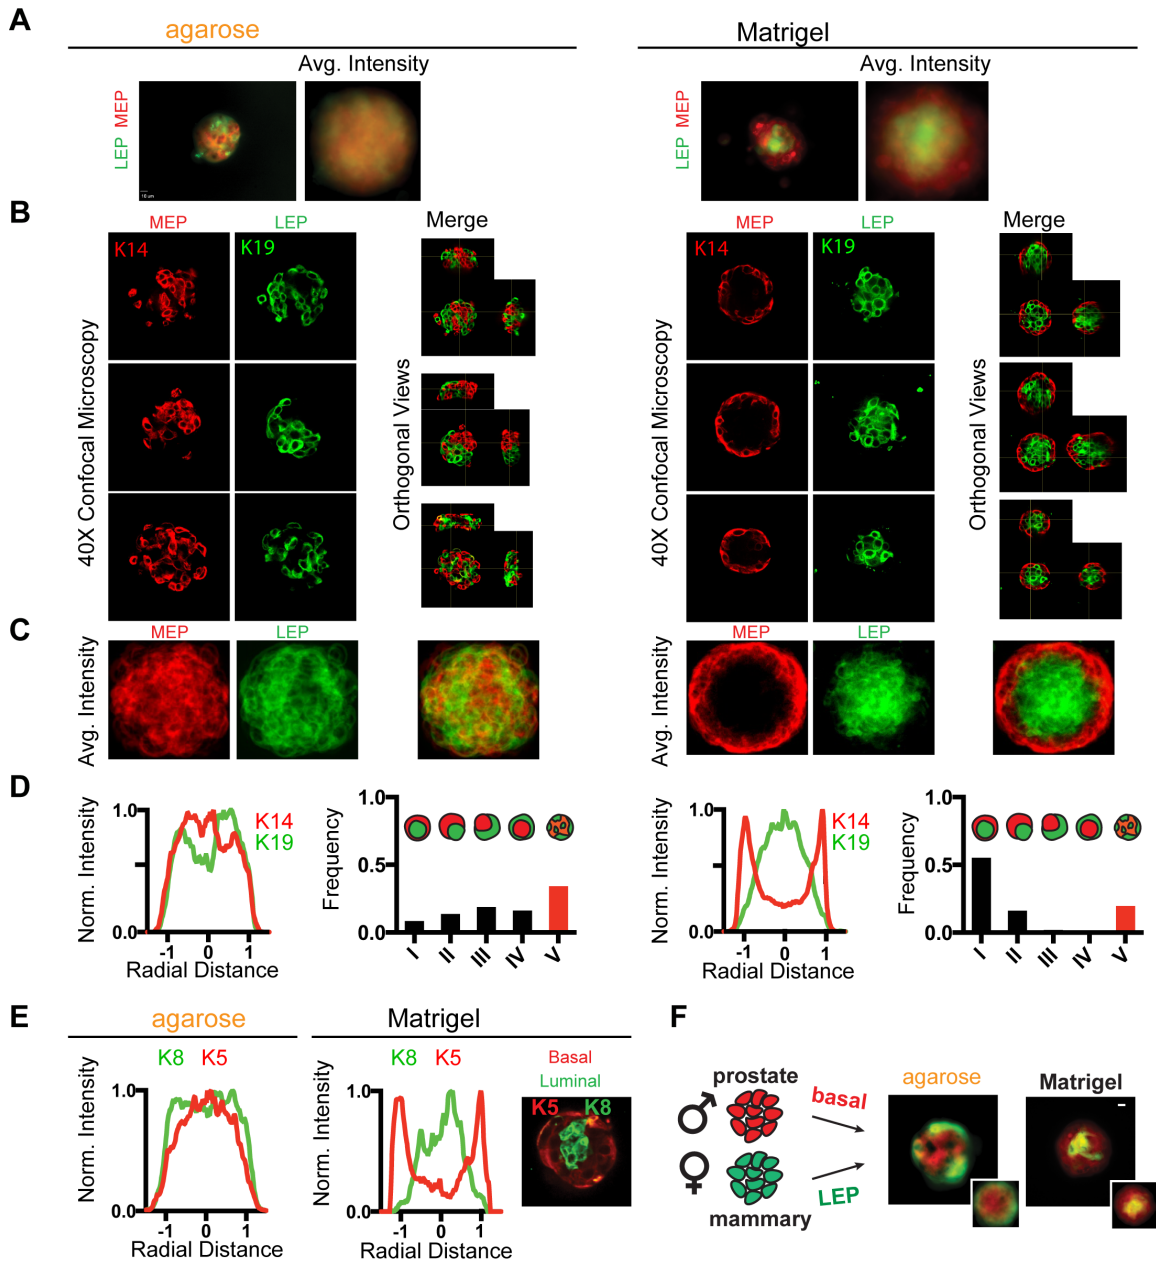 A
agarose
Matrigel
Avg. Intensity
Avg. Intensity
LEP MEP
LEP MEP
10 um
B
MEP
LEP
Merge
MEP
LEP
Merge
K14
K19
K14
K19
40X Confocal Microscopy
Orthogonal Views
40X Confocal Microscopy
Orthogonal Views
C
MEP
LEP
MEP
LEP
Avg. Intensity
Avg. Intensity
D
Norm. Intensity
1.0
0.0
-1 0 1
Radial Distance
K14
K19
Frequency
1.0
0.5
0.0
I II III IV V
Norm. Intensity
1.0
0.0
-1 0 1
Radial Distance
K14
K19
Frequency
1.0
0.5
0.0
I II III IV V
E
agarose
Matrigel
K8 K5
Norm. Intensity
1.0
0.0
-1 0 1
Radial Distance
K8 K5
Norm. Intensity
1.0
0.0
-1 0 1
Radial Distance
Basal
Luminal
K5 K8
F
prostate
basal
LEP
mammary
agarose
Matrigel